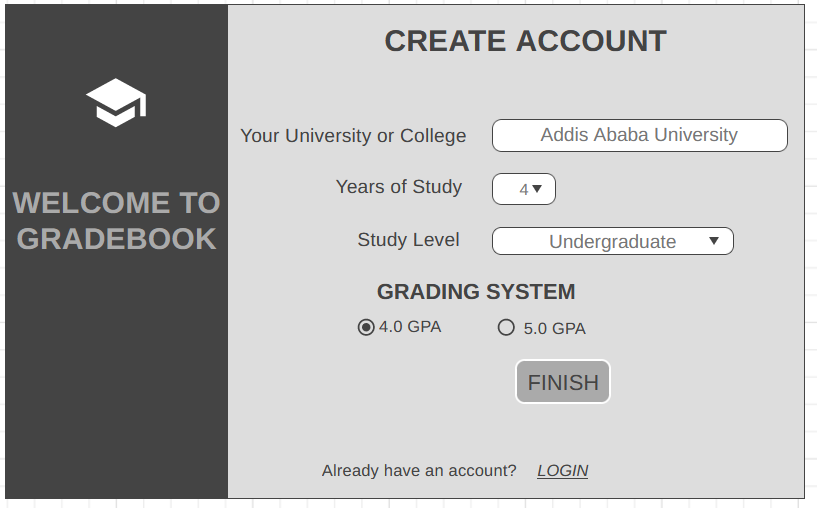 WELCOME TO
GRADEBOOK
CREATE ACCOUNT
Your University or College Addis Ababa University
Years of Study 4
Study Level Undergraduate
GRADING SYSTEM
4.0 GPA 5.0 GPA
FINISH
Already have an account? LOGIN